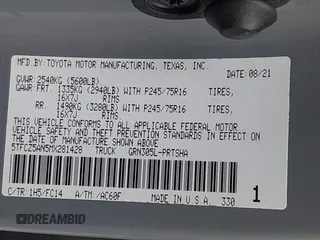 MFD.BY:TOYOTA MOTOR MANUFACTURING, TEXAS, INC.
GVWR: 2540KG (5600LB) DATE: 08/21
GAWR FRT. 1335KG (2940LB) WITH P245/75R16 TIRES,
16X7J RIMS
RR. 1490KG (3280LB) WITH P245/75R16 TIRES,
16X7J RIMS
THIS VEHICLE CONFORMS TO ALL APPLICABLE FEDERAL MOTOR
VEHICLE SAFETY AND THEFT PREVENTION STANDARDS IN EFFECT ON
THE DATE OF MANUFACTURE SHOWN ABOVE.
5TFCZ5AN5MX281428 TRUCK GRN305L-PRTSHA
C/TR: 1H5/FC14 A/TM: /AC60F MADE IN U.S.A. 330
1